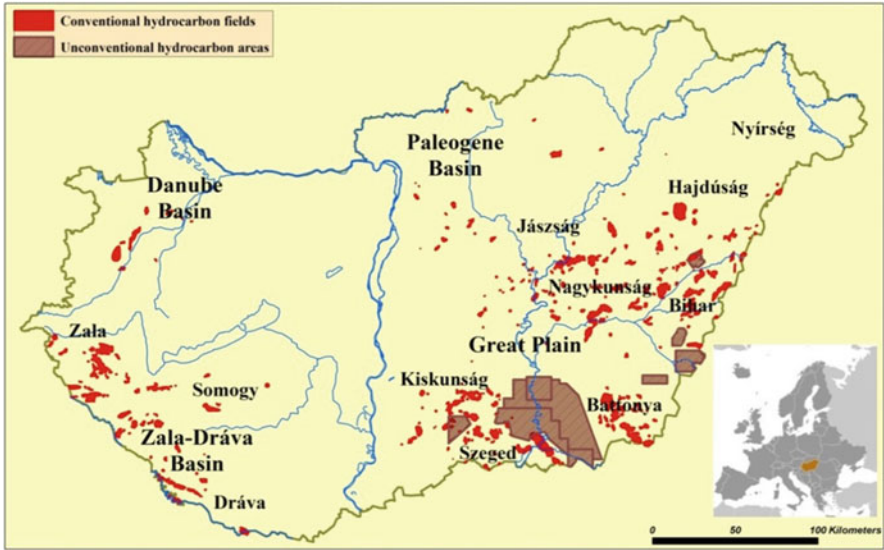 Conventional hydrocarbon fields
Unconventional hydrocarbon areas
Nyírség
Paleogene
Basin
Danube
Basin
Hajdúság
Jászság
Nagykunság
Bihar
Zala
Great Plain
Somogy
Kiskunság
Battonya
Zala-Dráva
Basin
Szeged
Dráva
0 50 100 Kilometers